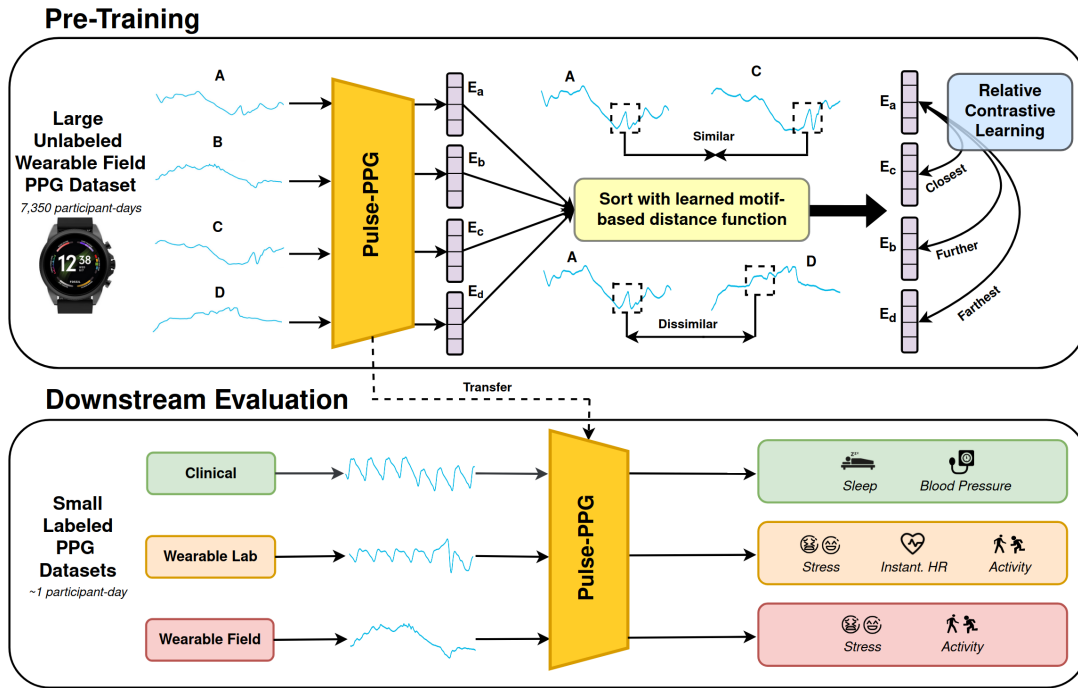 Pre-Training
Large
Unlabeled
Wearable Field
PPG Dataset
7,350 participant-days
12 38
A
B
C
D
Pulse-PPG
Ea
Eb
Ec
Ed
A
C
Similar
Sort with learned motif-
based distance function
A
D
Dissimilar
Relative
Contrastive
Learning
Ea
Ec
Eb
Ed
Closest
Further
Farthest
Transfer
Downstream Evaluation
Small
Labeled
PPG
Datasets
~1 participant-day
Clinical
Wearable Lab
Wearable Field
Pulse-PPG
Sleep
Blood Pressure
Stress
Instant. HR
Activity
Stress
Activity